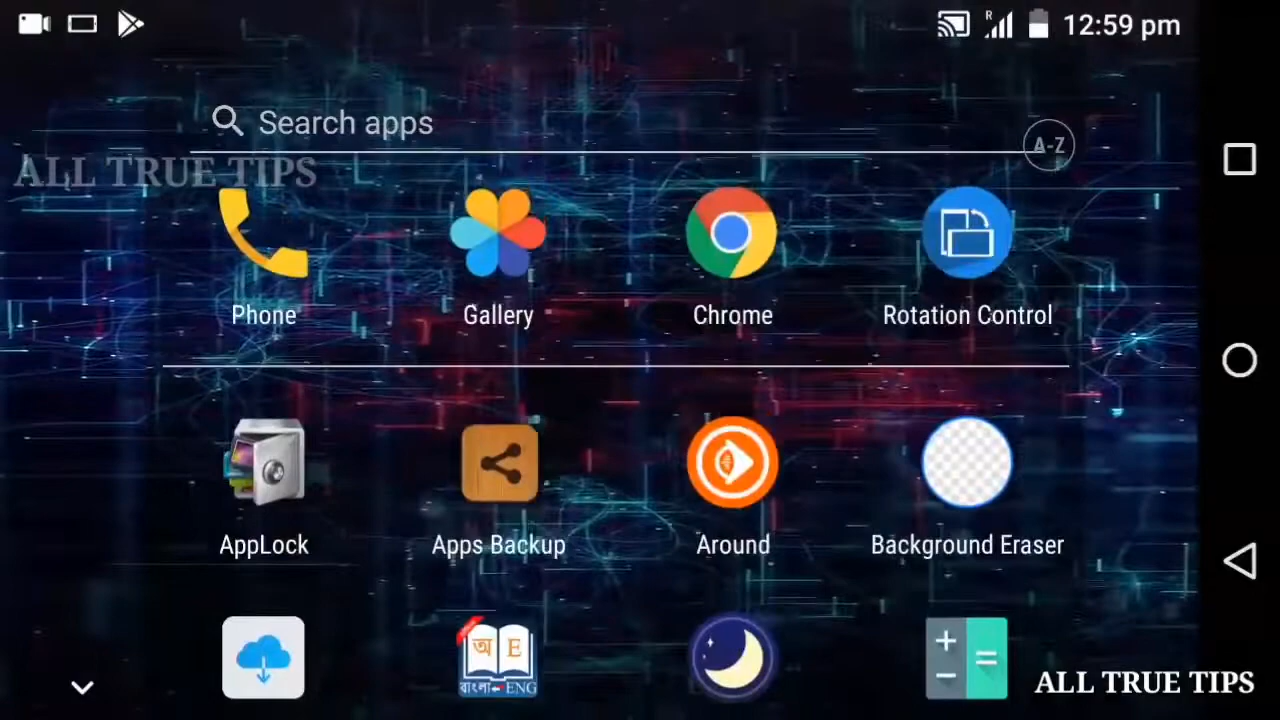 R
12:59 pm
Search apps
A-Z
ALL TRUE TIPS
Phone
Gallery
Chrome
Rotation Control
AppLock
Apps Backup
Around
Background Eraser
অ E
বাংলা ENG
ALL TRUE TIPS